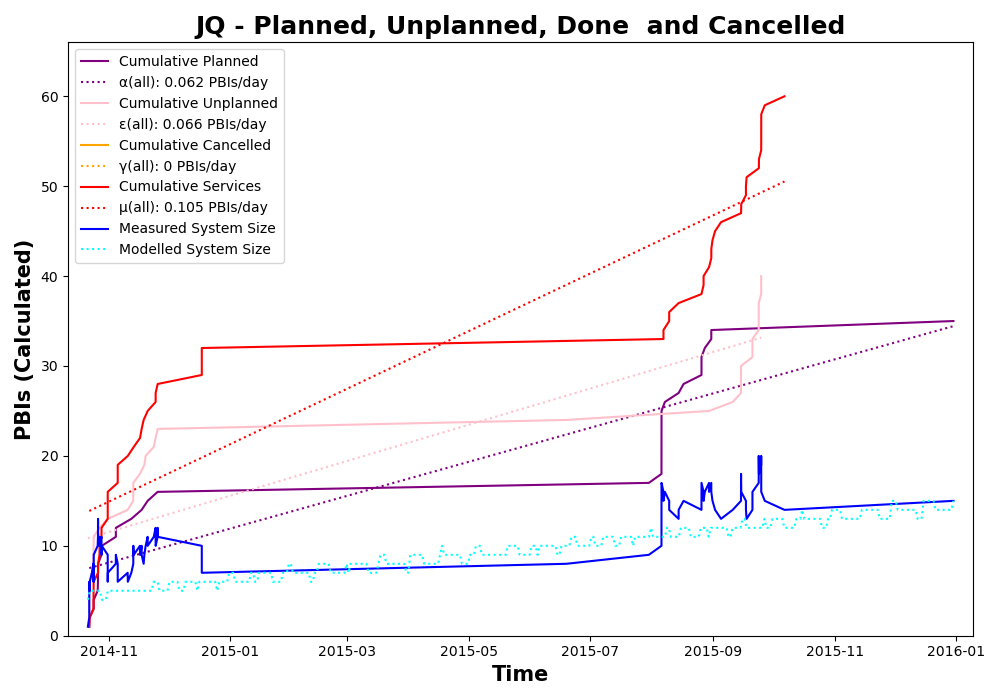 JQ - Planned, Unplanned, Done  and Cancelled
Cumulative Planned
α(all): 0.062 PBIs/day
Cumulative Unplanned
ε(all): 0.066 PBIs/day
Cumulative Cancelled
γ(all): 0 PBIs/day
Cumulative Services
μ(all): 0.105 PBIs/day
Measured System Size
Modelled System Size
PBIs (Calculated)
60
50
40
30
20
10
0
2014-11 2015-01 2015-03 2015-05 2015-07 2015-09 2015-11 2016-01
Time